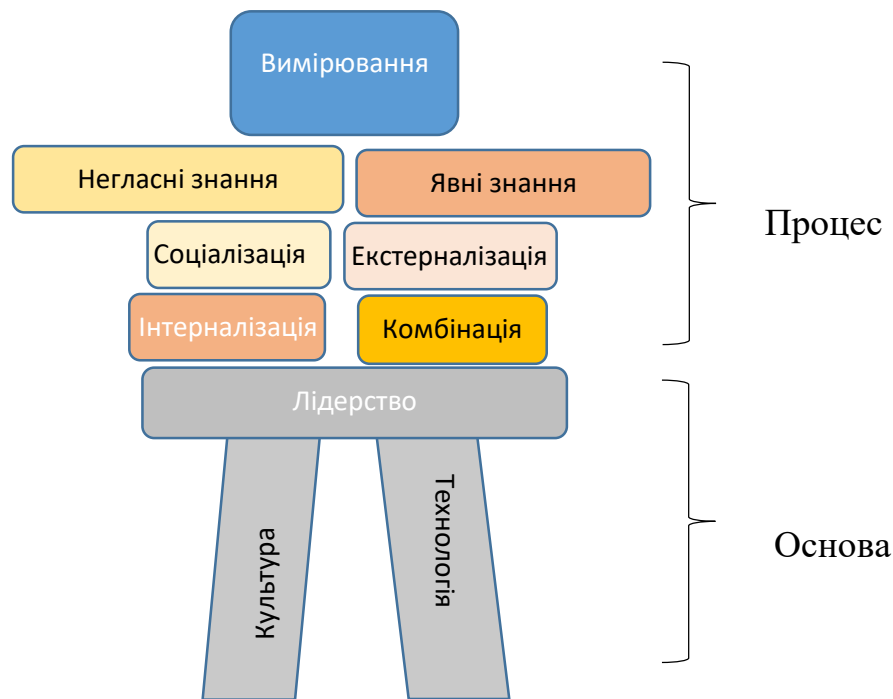 Вимірювання
Негласні знання
Явні знання
Соціалізація
Екстерналізація
Інтерналізація
Комбінація
Лідерство
Культура
Технологія
Процес
Основа